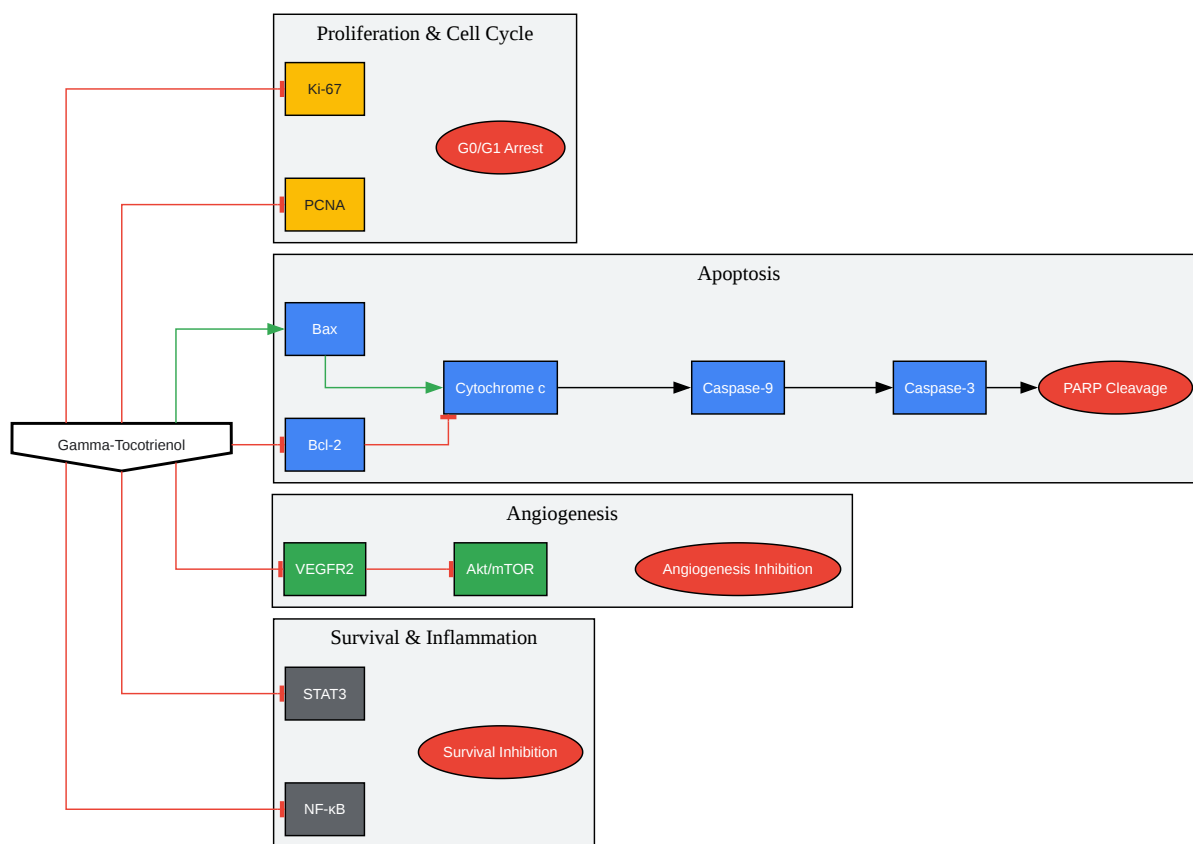 Proliferation & Cell Cycle
Ki-67
G0/G1 Arrest
PCNA
Apoptosis
Bax
Cytochrome c
Caspase-9
Caspase-3
PARP Cleavage
Bcl-2
Gamma-Tocotrienol
Angiogenesis
VEGFR2
Akt/mTOR
Angiogenesis Inhibition
Survival & Inflammation
STAT3
Survival Inhibition
NF-κB